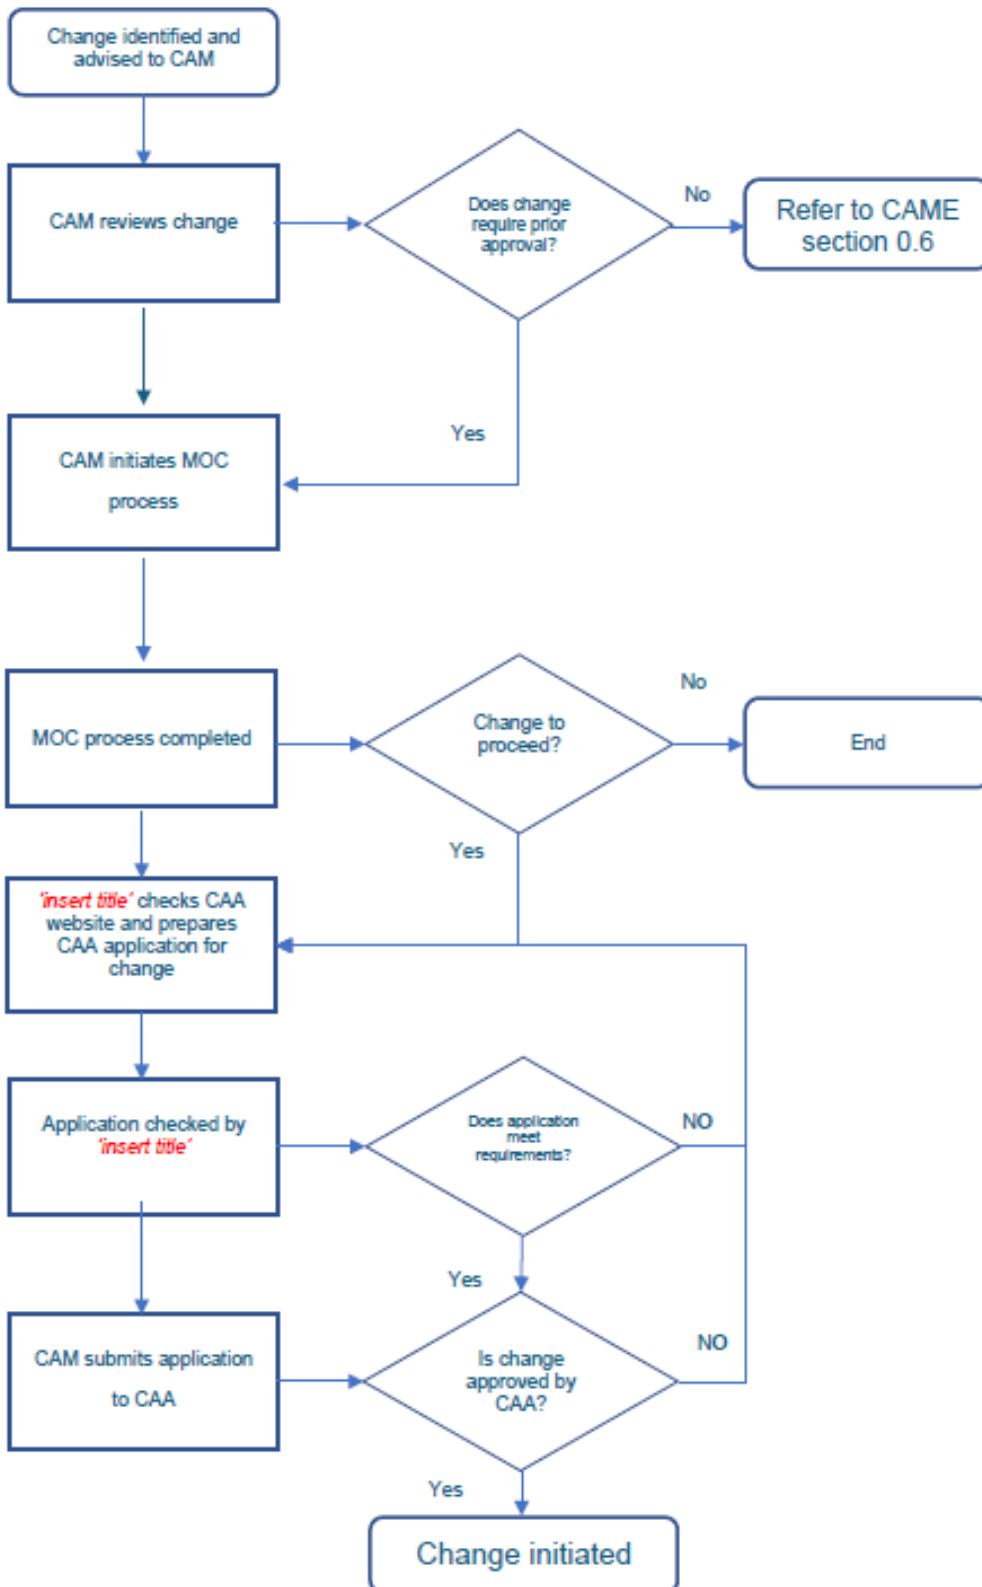 Change identified and
advised to CAM
CAM reviews change
Does change
require prior
approval?
No
Refer to CAME
section 0.6
Yes
CAM initiates MOC
process
MOC process completed
Change to
proceed?
No
End
Yes
'insert title' checks CAA
website and prepares
CAA application for
change
Application checked by
'insert title'
Does application
meet
requirements?
NO
Yes
CAM submits application
to CAA
Is change
approved by
CAA?
NO
Yes
Change initiated